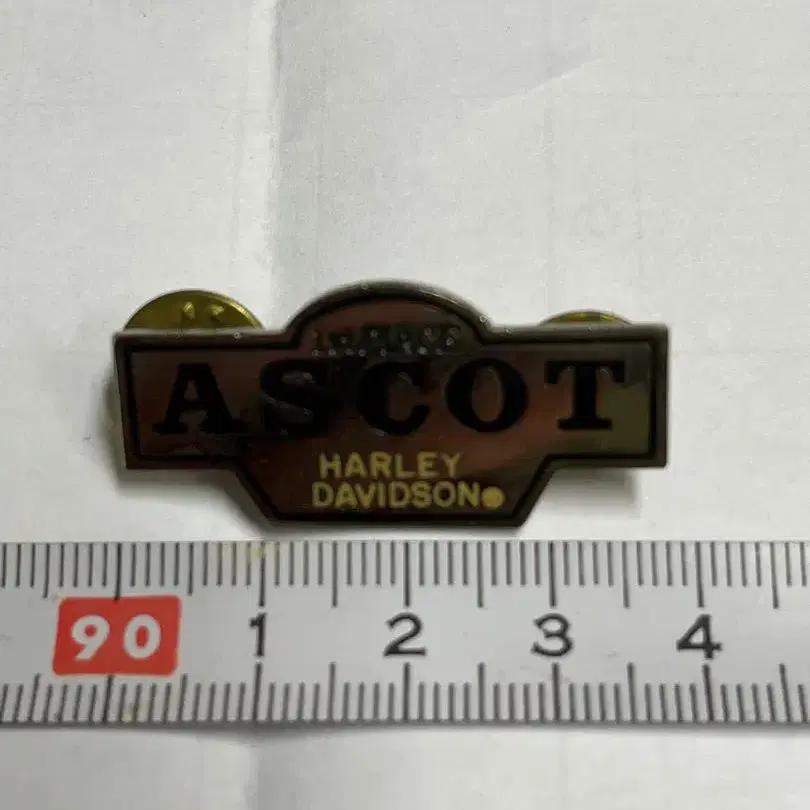 ASCOT
HARLEY
DAVIDSON
90 1 2 3 4